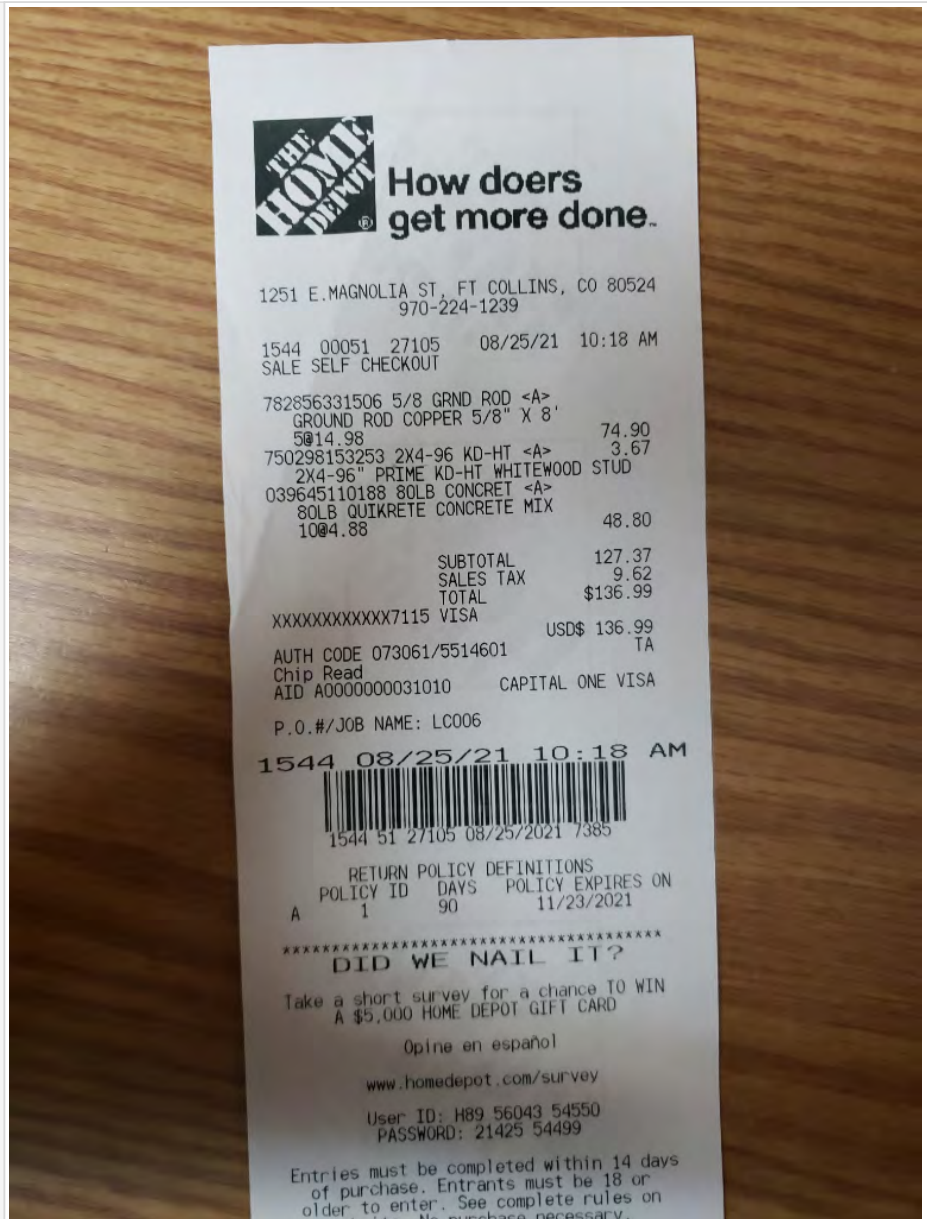 THE
HOME
DEPOT
®
How doers
get more done™
1251 E.MAGNOLIA ST, FT COLLINS, CO 80524
970-224-1239
1544 00051 27105 08/25/21 10:18 AM
SALE SELF CHECKOUT
782856331506 5/8 GRND ROD <A>
GROUND ROD COPPER 5/8" X 8'
5@14.98 74.90
750298153253 2X4-96 KD-HT <A> 3.67
2X4-96" PRIME KD-HT WHITEWOOD STUD
039645110188 80LB CONCRET <A>
80LB QUIKRETE CONCRETE MIX
10@4.88 48.80
SUBTOTAL 127.37
SALES TAX 9.62
TOTAL $136.99
XXXXXXXXXXXX7115 VISA
USD$ 136.99
AUTH CODE 073061/5514601 TA
Chip Read
AID A0000000031010 CAPITAL ONE VISA
P.O.#/JOB NAME: LC006
1544 08/25/21 10:18 AM
1544 51 27105 08/25/2021 7385
RETURN POLICY DEFINITIONS
POLICY ID DAYS POLICY EXPIRES ON
A 1 90 11/23/2021
****************************************
DID WE NAIL IT?
Take a short survey for a chance TO WIN
A $5,000 HOME DEPOT GIFT CARD
Opine en español
www.homedepot.com/survey
User ID: H89 56043 54550
PASSWORD: 21425 54499
Entries must be completed within 14 days
of purchase. Entrants must be 18 or
older to enter. See complete rules on
No purchase necessary.